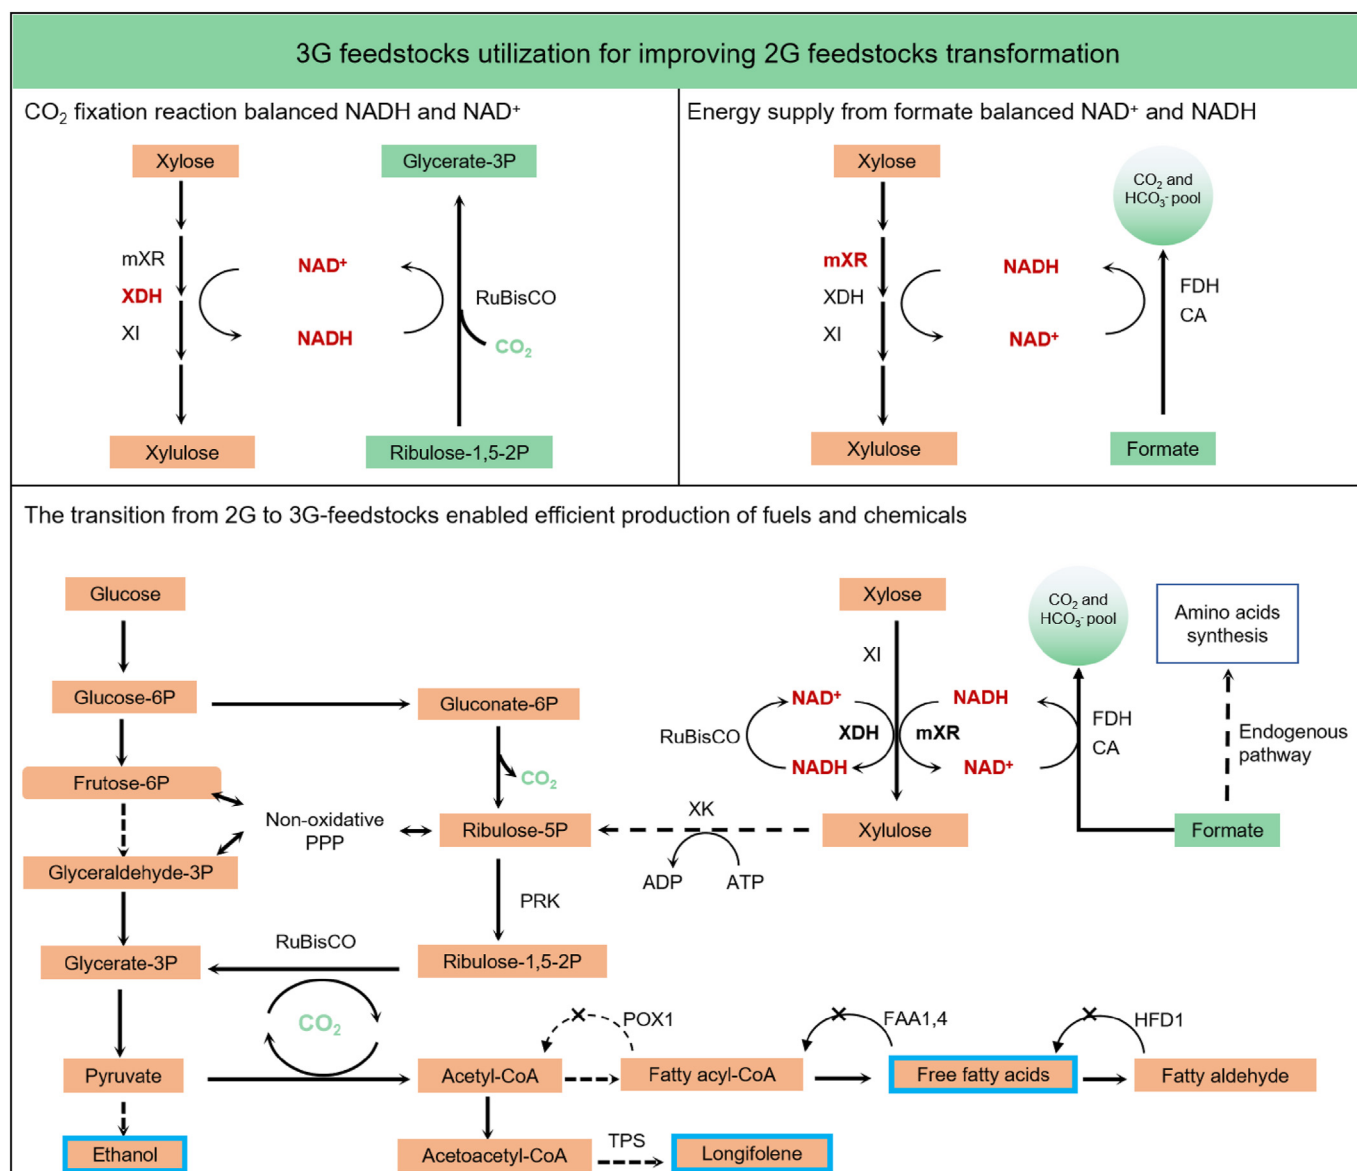 3G feedstocks utilization for improving 2G feedstocks transformation
CO₂ fixation reaction balanced NADH and NAD⁺
Xylose
Glycerate-3P
mXR
XDH
XI
NAD⁺
NADH
RuBisCO
CO₂
Xylulose
Ribulose-1,5-2P
Energy supply from formate balanced NAD⁺ and NADH
Xylose
CO₂ and
HCO₃⁻ pool
mXR
XDH
XI
NADH
NAD⁺
FDH
CA
Xylulose
Formate
The transition from 2G to 3G-feedstocks enabled efficient production of fuels and chemicals
Glucose
Glucose-6P
Gluconate-6P
Frutose-6P
CO₂
Non-oxidative
PPP
Ribulose-5P
Glyceraldehyde-3P
PRK
RuBisCO
Glycerate-3P
Ribulose-1,5-2P
CO₂
Xylose
XI
NAD⁺
NADH
RuBisCO
XDH
mXR
NADH
NAD⁺
CO₂ and
HCO₃⁻ pool
FDH
CA
Amino acids
synthesis
Endogenous
pathway
XK
Xylulose
Formate
ADP
ATP
POX1
FAA1,4
HFD1
Pyruvate
Acetyl-CoA
Fatty acyl-CoA
Free fatty acids
Fatty aldehyde
Ethanol
Acetoacetyl-CoA
TPS
Longifolene